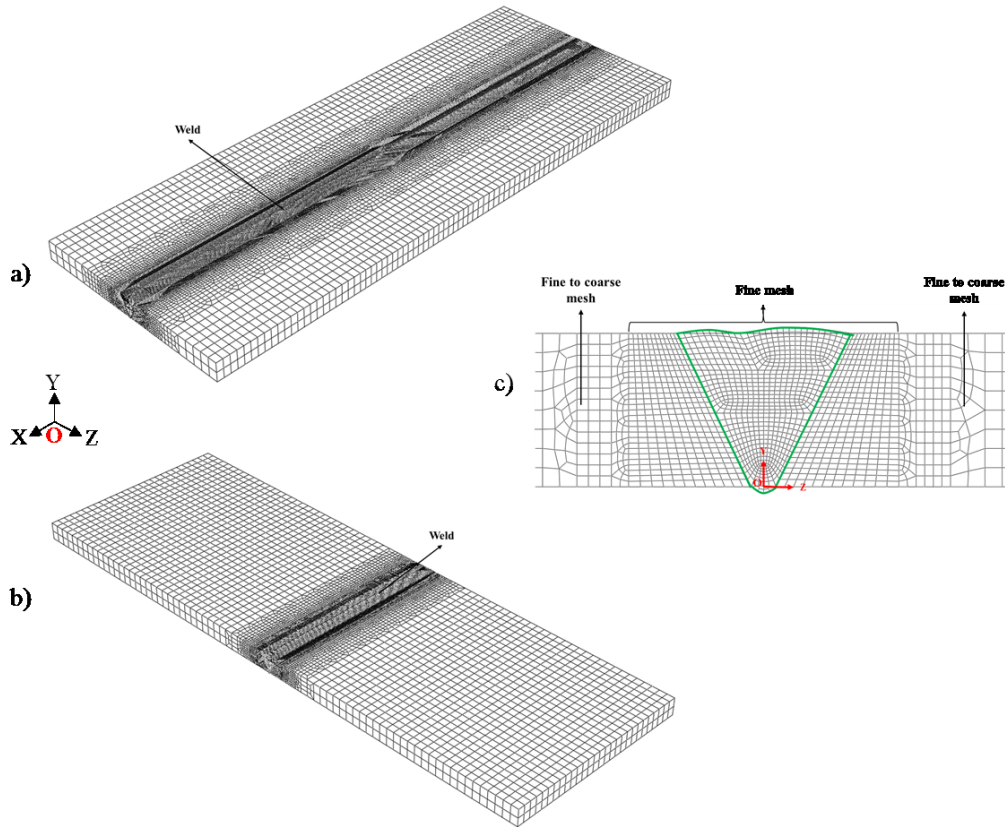 Weld
a)
Fine to coarse
mesh
Fine mesh
Fine to coarse
mesh
c)
Y
X
O
Z
Y
O
Z
Weld
b)